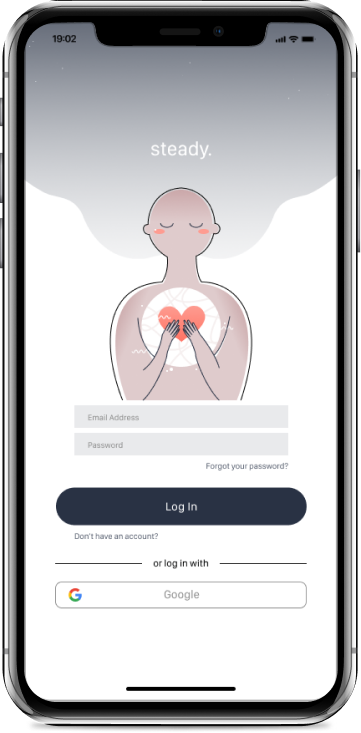 19:02
steady.
Email Address
Password
Forgot your password?
Log In
Don't have an account?
or log in with
Google